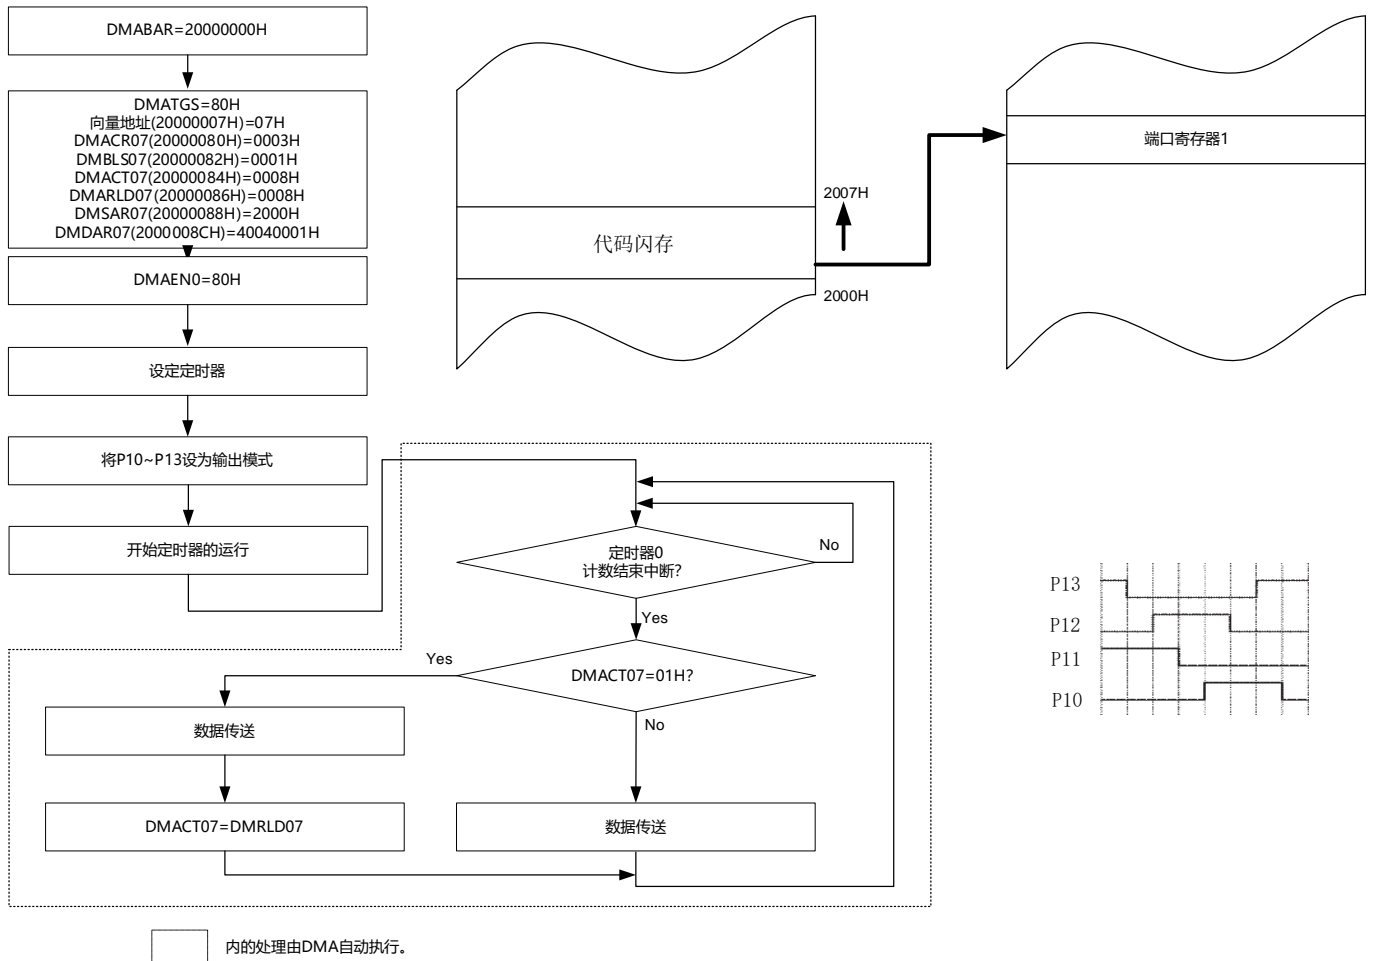 DMABAR=20000000H
DMATGS=80H
向量地址(20000007H)=07H
DMACR07(20000080H)=0003H
DMBLS07(20000082H)=0001H
DMACT07(20000084H)=0008H
DMARLD07(20000086H)=0008H
DMSAR07(20000088H)=2000H
DMDAR07(2000008CH)=40040001H
DMAEN0=80H
设定定时器
将P10~P13设为输出模式
开始定时器的运行
代码闪存
2007H
2000H
端口寄存器1
定时器0
计数结束中断?
No
Yes
DMACT07=01H?
Yes
No
数据传送
DMACT07=DMRLD07
数据传送
P13
P12
P11
P10
内的处理由DMA自动执行。